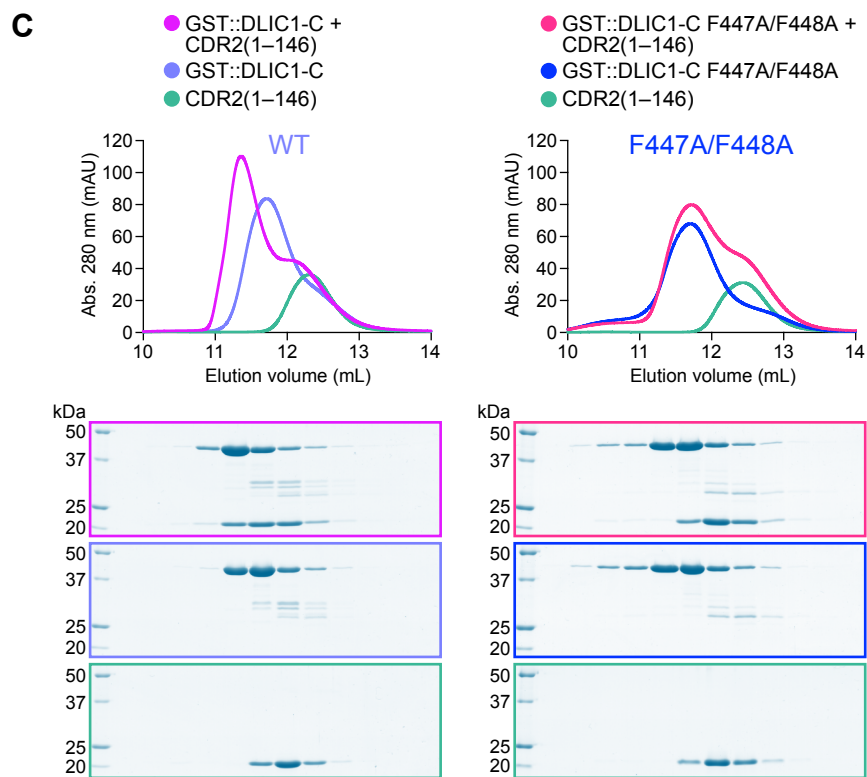 C
GST::DLIC1-C +
CDR2(1–146)
GST::DLIC1-C
CDR2(1–146)
WT
120
100
80
60
40
20
0
Abs. 280 nm (mAU)
10 11 12 13 14
Elution volume (mL)
GST::DLIC1-C F447A/F448A +
CDR2(1–146)
GST::DLIC1-C F447A/F448A
CDR2(1–146)
F447A/F448A
120
100
80
60
40
20
0
Abs. 280 nm (mAU)
10 11 12 13 14
Elution volume (mL)
kDa
50
37
25
20
50
37
25
20
50
37
25
20
kDa
50
37
25
20
50
37
25
20
50
37
25
20